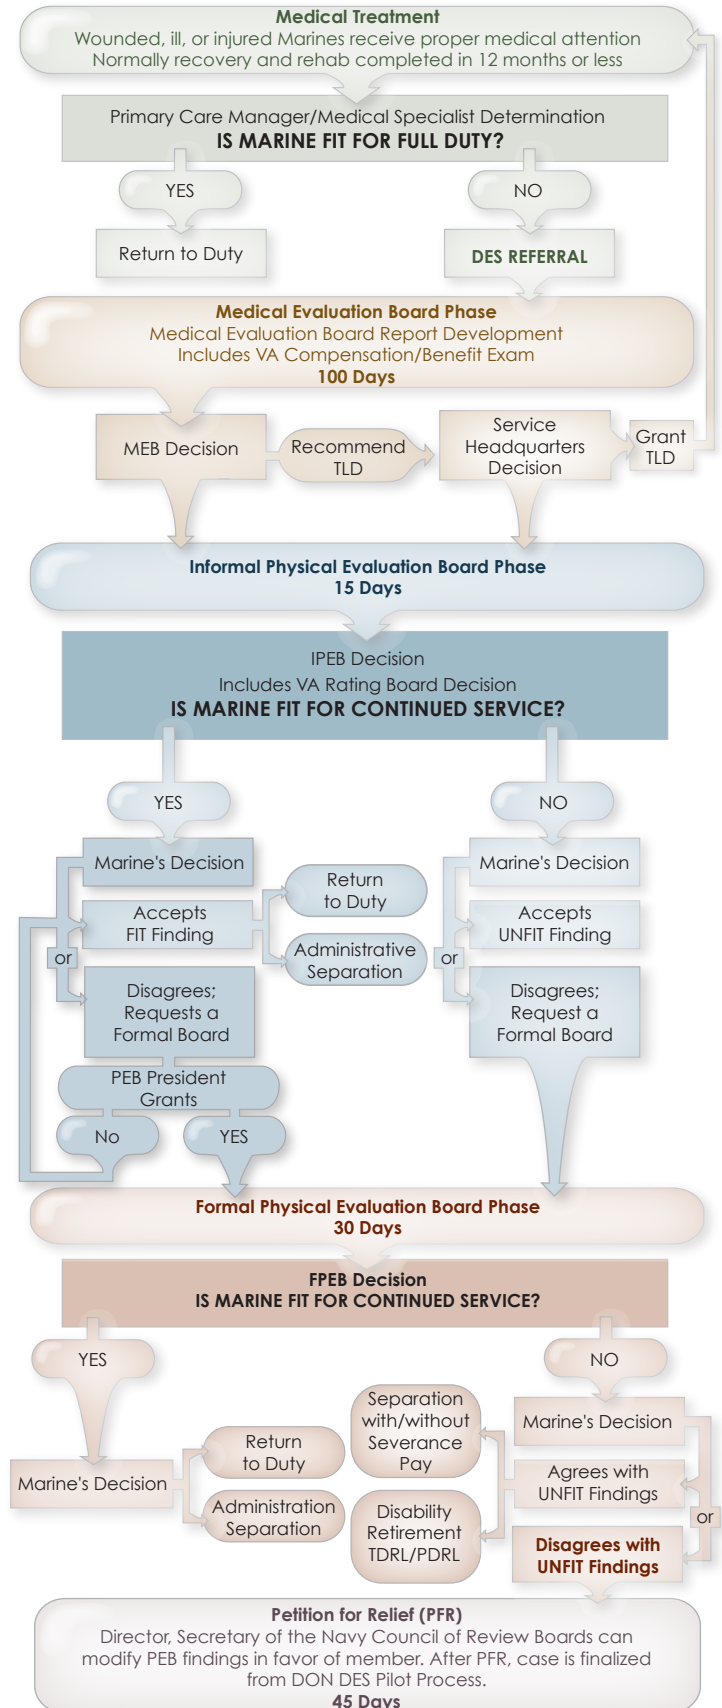 Medical Treatment
Wounded, ill, or injured Marines receive proper medical attention
Normally recovery and rehab completed in 12 months or less
Primary Care Manager/Medical Specialist Determination
IS MARINE FIT FOR FULL DUTY?
YES
NO
Return to Duty
DES REFERRAL
Medical Evaluation Board Phase
Medical Evaluation Board Report Development
Includes VA Compensation/Benefit Exam
100 Days
MEB Decision
Recommend
TLD
Service
Headquarters
Decision
Grant
TLD
Informal Physical Evaluation Board Phase
15 Days
IPEB Decision
Includes VA Rating Board Decision
IS MARINE FIT FOR CONTINUED SERVICE?
YES
Marine's Decision
Accepts
FIT Finding
or
Disagrees;
Requests a
Formal Board
Return
to Duty
Administrative
Separation
PEB President
Grants
No
YES
NO
Marine's Decision
Accepts
UNFIT Finding
or
Disagrees;
Request a
Formal Board
Formal Physical Evaluation Board Phase
30 Days
FPEB Decision
IS MARINE FIT FOR CONTINUED SERVICE?
YES
Marine's Decision
Return
to Duty
Administration
Separation
NO
Marine's Decision
Agrees with
UNFIT Findings
or
Disagrees with
UNFIT Findings
Separation
with/without
Severance
Pay
Disability
Retirement
TDRL/PDRL
Petition for Relief (PFR)
Director, Secretary of the Navy Council of Review Boards can
modify PEB findings in favor of member. After PFR, case is finalized
from DON DES Pilot Process.
45 Days